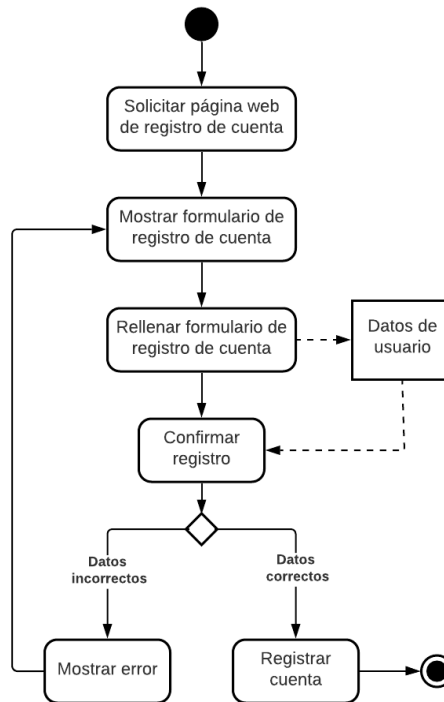 Solicitar página web
de registro de cuenta
Mostrar formulario de
registro de cuenta
Rellenar formulario de
registro de cuenta
Datos de
usuario
Confirmar
registro
Datos
incorrectos
Datos
correctos
Mostrar error
Registrar
cuenta